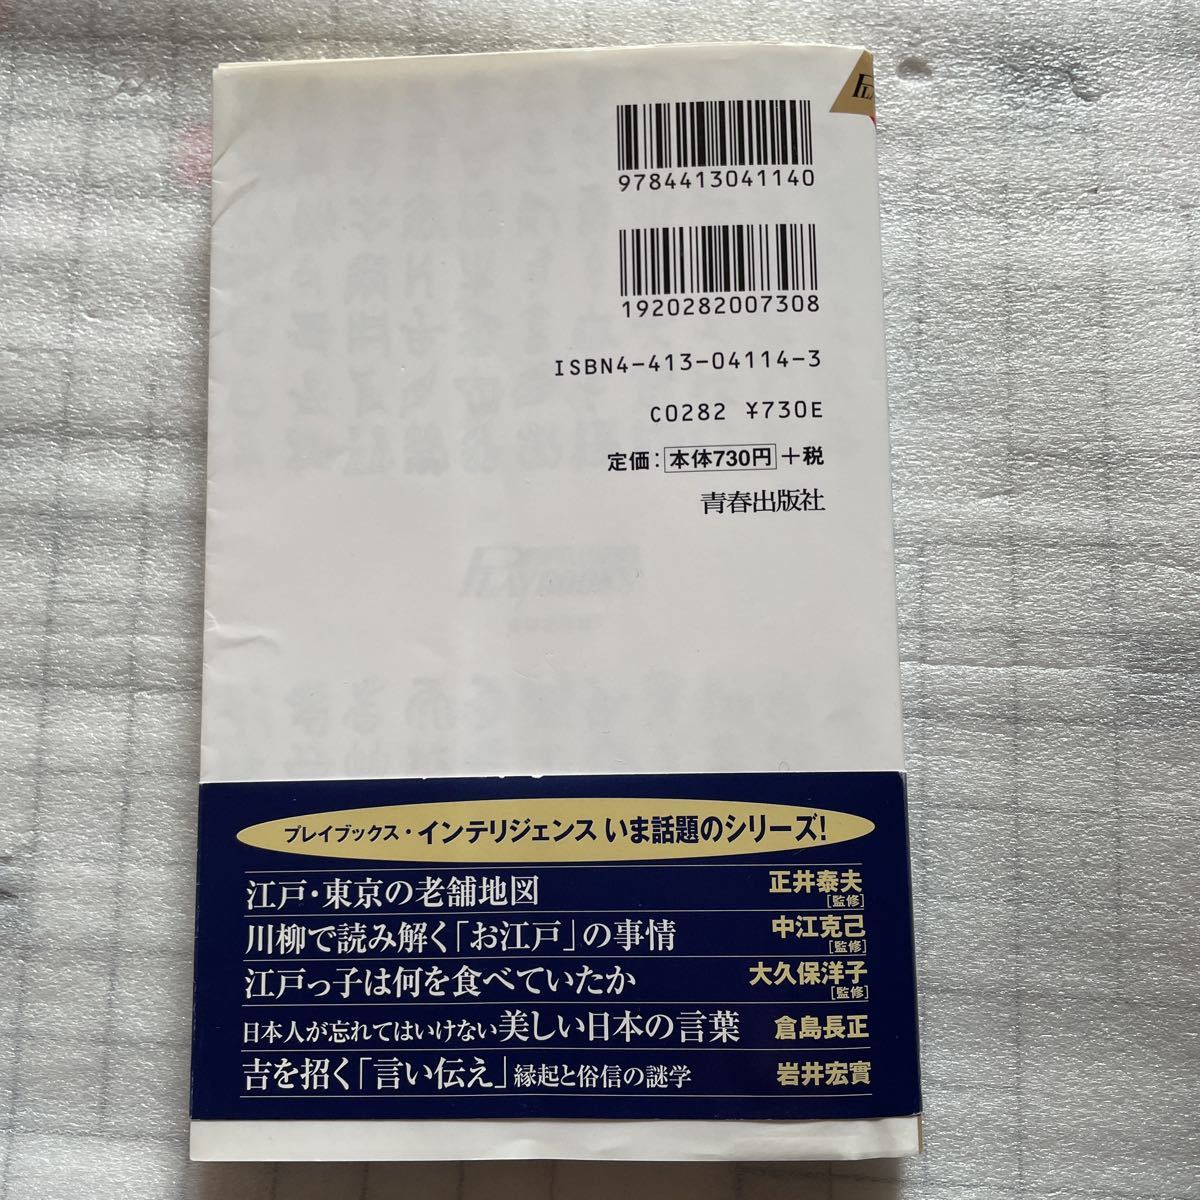 9784413041140
1920282007308
ISBN4-413-04114-3
C0282 ¥730E
定価：本体730円＋税
青春出版社
プレイブックス・インテリジェンス いま話題のシリーズ！
江戸・東京の老舗地図 正井泰夫[監修]
川柳で読み解く「お江戸」の事情 中江克己[監修]
江戸っ子は何を食べていたか 大久保洋子[監修]
日本人が忘れてはいけない美しい日本の言葉 倉島長正
吉を招く「言い伝え」縁起と俗信の謎学 岩井宏實